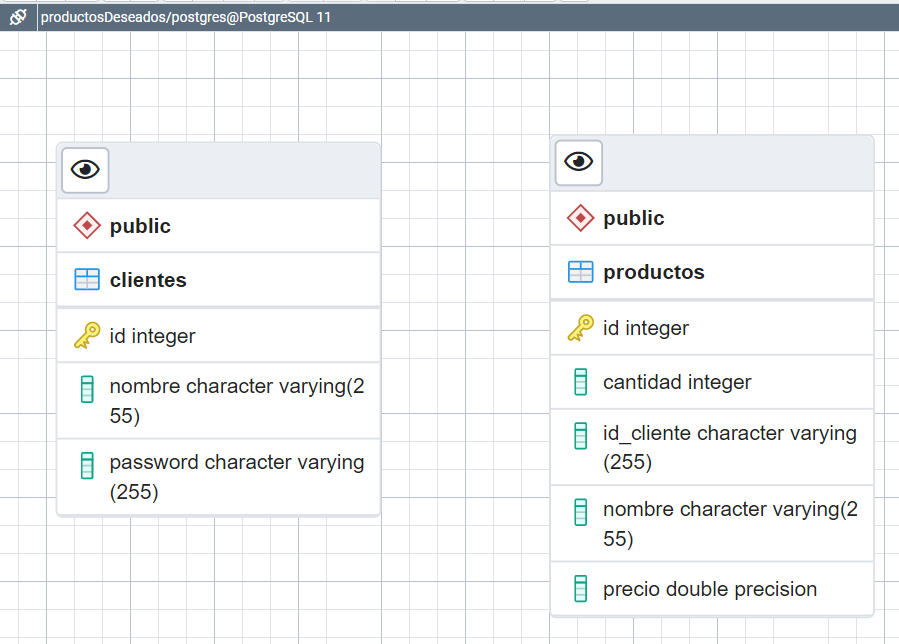 productosDeseados/postgres@PostgreSQL 11
public
clientes
id integer
nombre character varying(2
55)
password character varying
(255)
public
productos
id integer
cantidad integer
id_cliente character varying
(255)
nombre character varying(2
55)
precio double precision